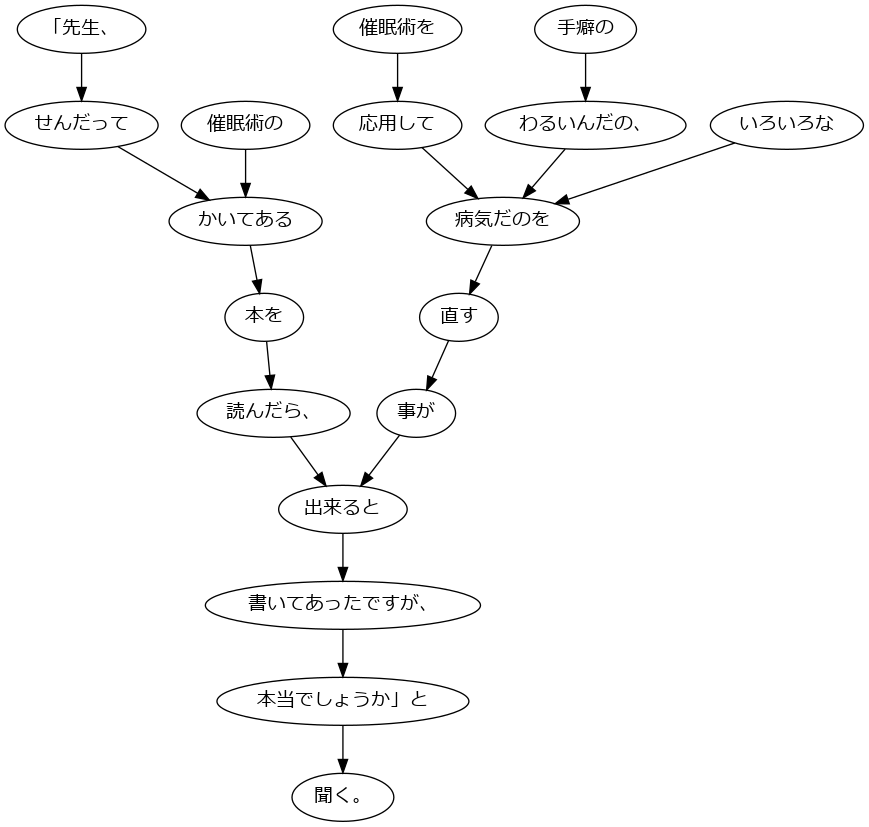 「先生、
催眠術を
手癖の
せんだって
催眠術の
応用して
わるいんだの、
いろいろな
かいてある
病気だのを
本を
直す
読んだら、
事が
出来ると
書いてあったですが、
本当でしょうか」と
聞く。